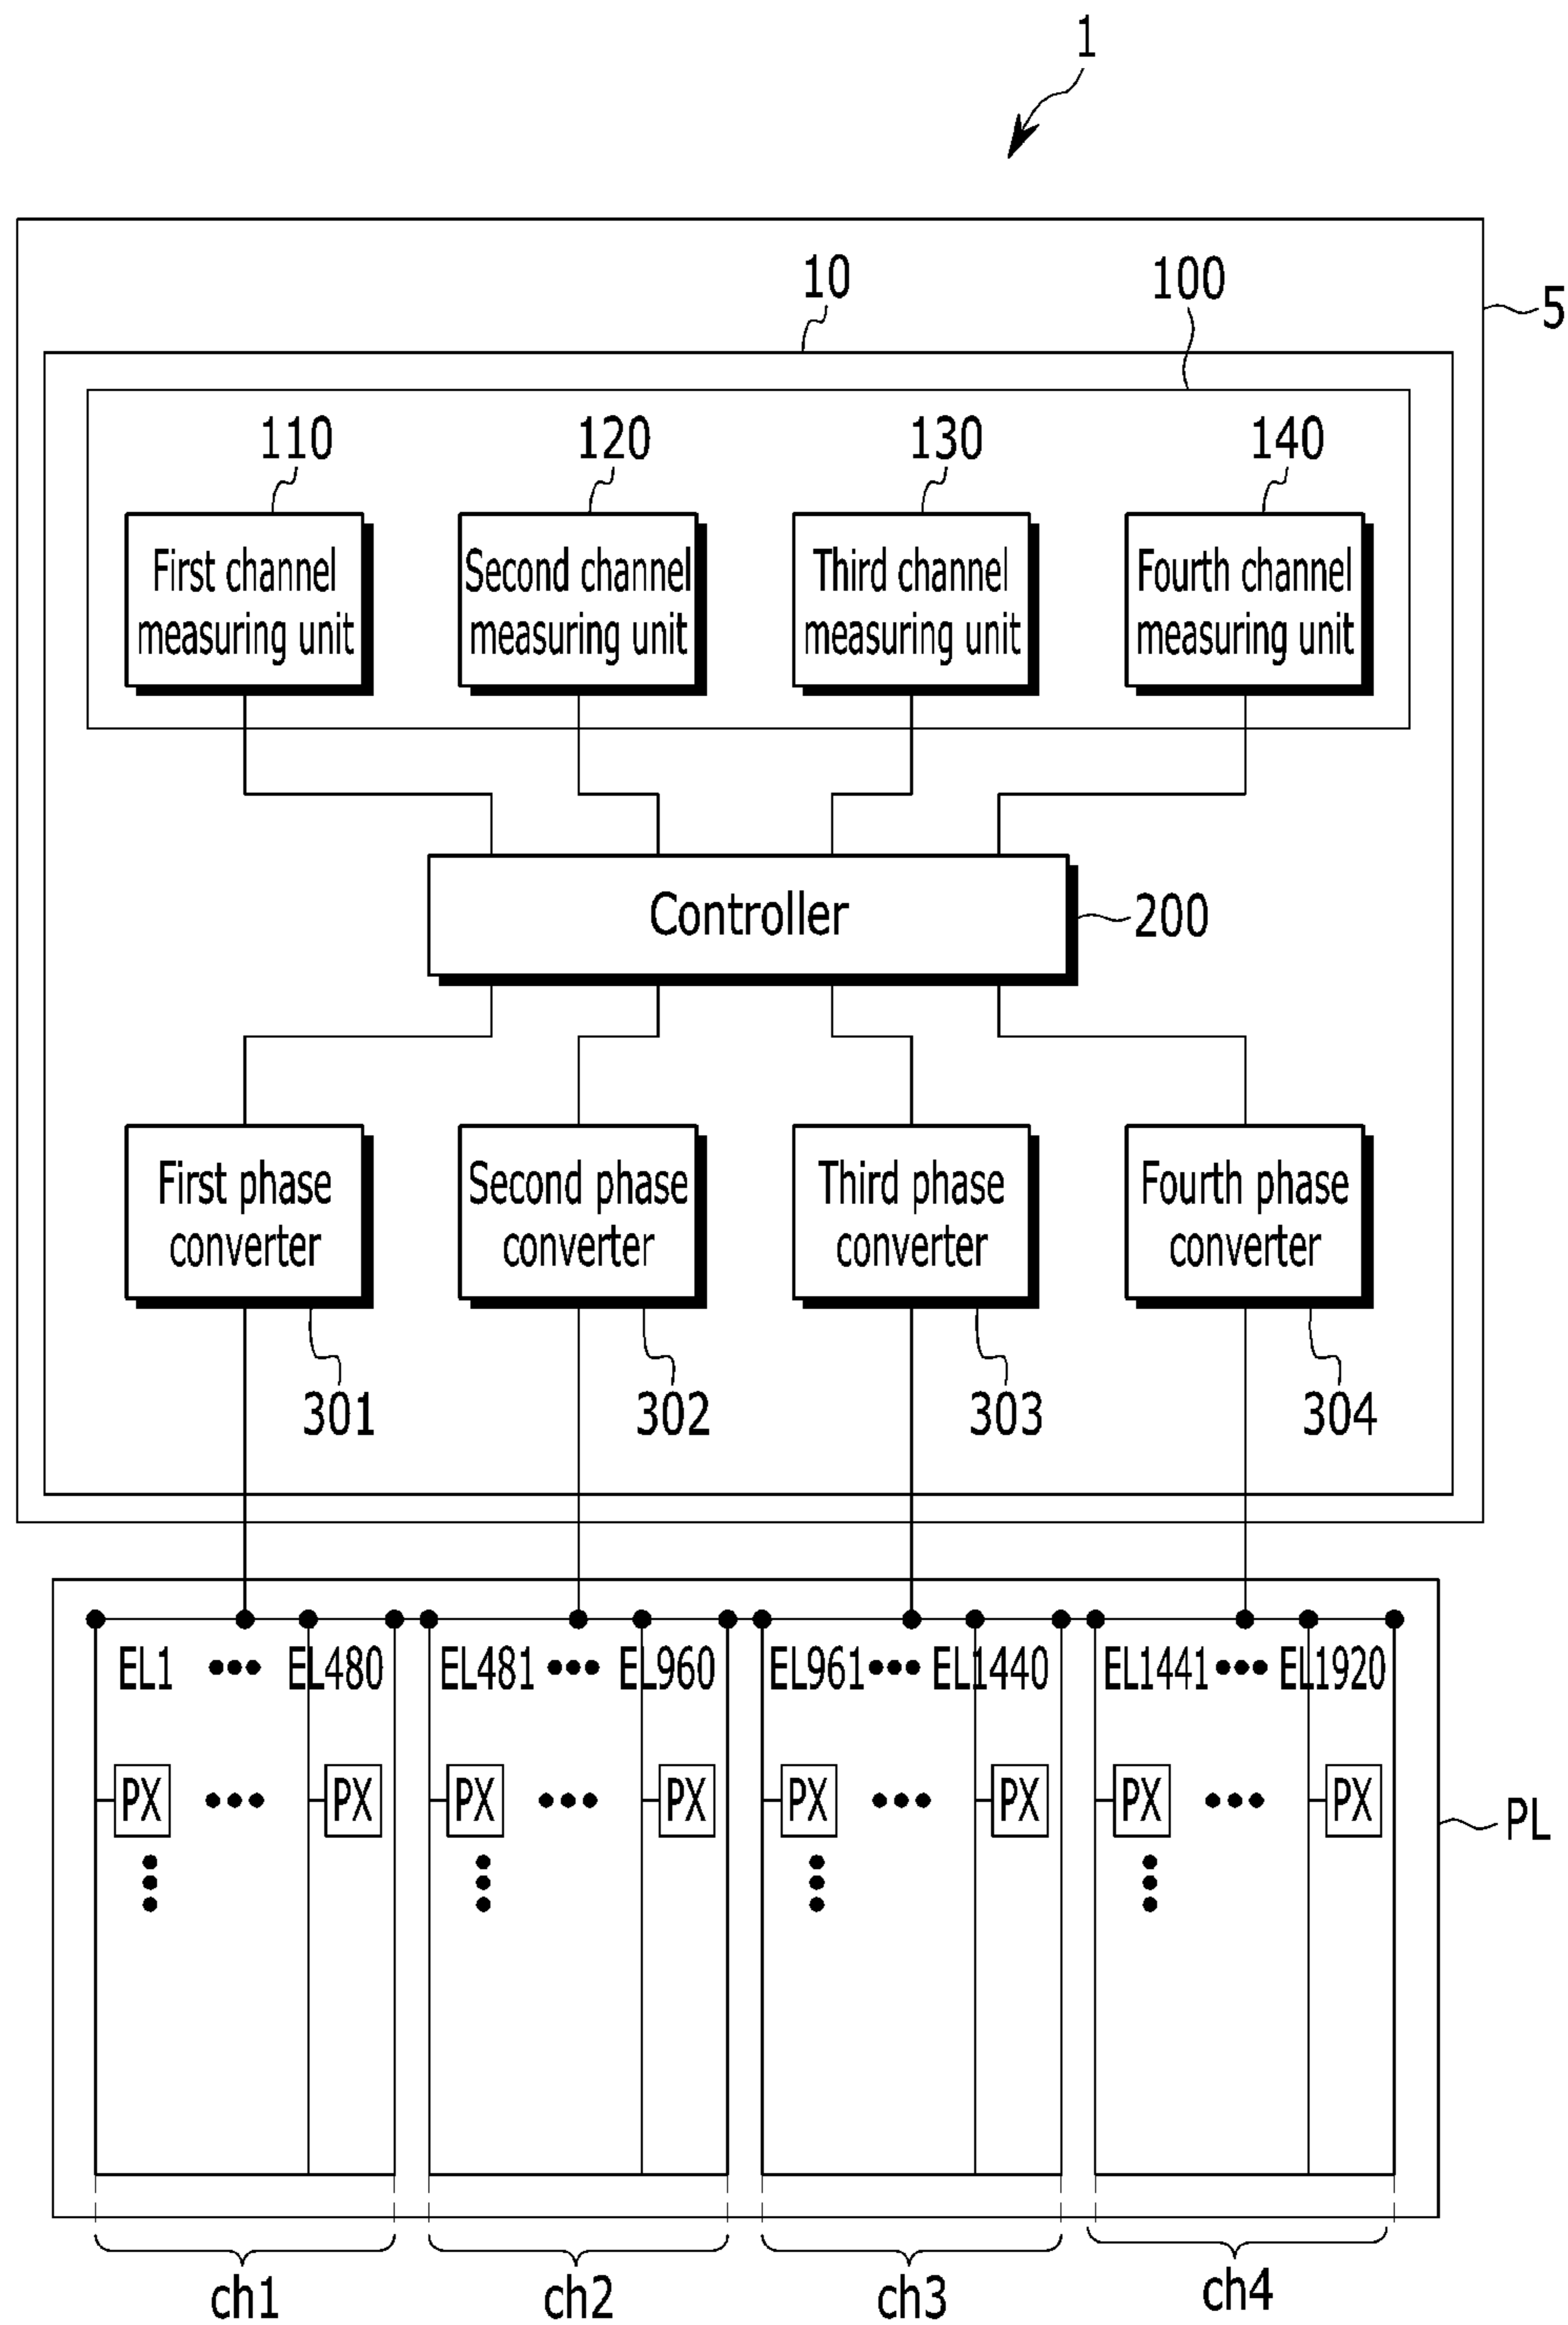 1
10
100
5
110
120
130
140
First channel
measuring unit
Second channel
measuring unit
Third channel
measuring unit
Fourth channel
measuring unit
Controller
200
First phase
converter
Second phase
converter
Third phase
converter
Fourth phase
converter
301
302
303
304
EL1 ••• EL480
EL481 ••• EL960
EL961 ••• EL1440
EL1441 ••• EL1920
PX ••• PX
PX ••• PX
PX ••• PX
PX ••• PX
PL
ch1
ch2
ch3
ch4